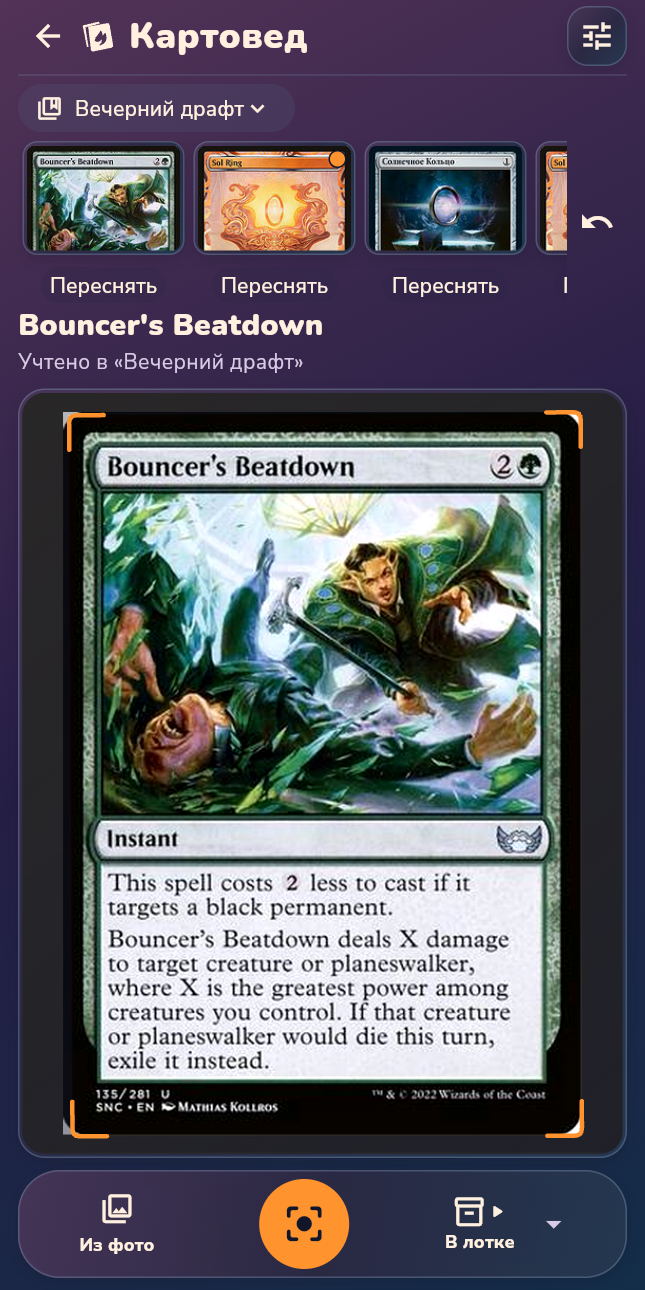 Картовед
Вечерний драфт
Bouncer's Beatdown 2
Sol Ring
Солнечное Кольцо 1
Sol
Переснять
Переснять
Переснять
Bouncer's Beatdown
Учтено в «Вечерний драфт»
Bouncer's Beatdown 2
Instant
This spell costs 2 less to cast if it
targets a black permanent.
Bouncer's Beatdown deals X damage
to target creature or planeswalker,
where X is the greatest power among
creatures you control. If that creature
or planeswalker would die this turn,
exile it instead.
135/281 U
™ & © 2022 Wizards of the Coast
SNC • EN Mathias Kollros
Из фото
В лотке